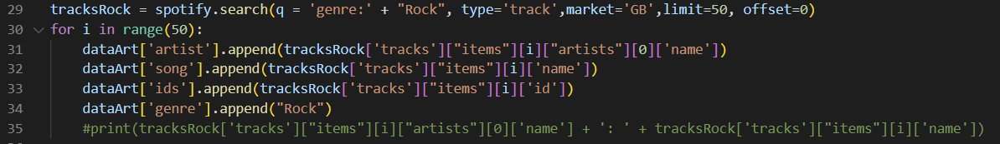 29 tracksRock = spotify.search(q = 'genre:' + "Rock", type='track',market='GB',limit=50, offset=0)
30 for i in range(50):
31 dataArt['artist'].append(tracksRock['tracks']["items"][i]["artists"][0]['name'])
32 dataArt['song'].append(tracksRock['tracks']["items"][i]['name'])
33 dataArt['ids'].append(tracksRock['tracks']["items"][i]['id'])
34 dataArt['genre'].append("Rock")
35 #print(tracksRock['tracks']["items"][i]["artists"][0]['name'] + ': ' + tracksRock['tracks']["items"][i]['name'])